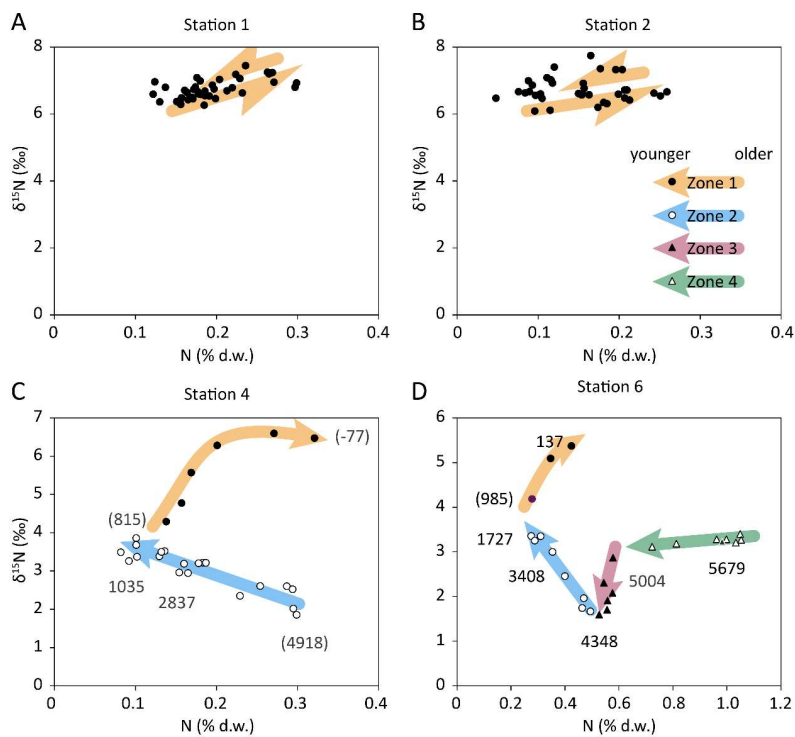 A
Station 1
8
6
4
2
0
δ¹⁵N (‰)
0
0.1
0.2
0.3
0.4
N (% d.w.)
B
Station 2
8
6
4
2
0
δ¹⁵N (‰)
younger older
Zone 1
Zone 2
Zone 3
Zone 4
0
0.1
0.2
0.3
0.4
N (% d.w.)
C
Station 4
7
6
5
4
3
2
1
0
δ¹⁵N (‰)
(-77)
(815)
1035
2837
(4918)
0
0.1
0.2
0.3
0.4
N (% d.w.)
D
Station 6
6
5
4
3
2
1
0
δ¹⁵N (‰)
137
(985)
1727
3408
5004
5679
4348
0
0.2
0.4
0.6
0.8
1.0
1.2
N (% d.w.)